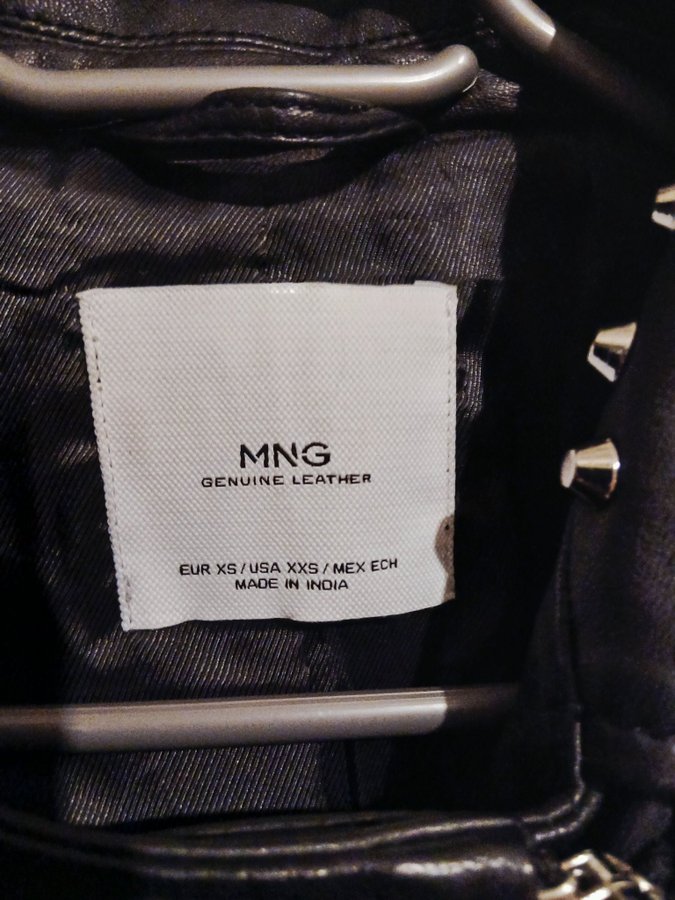 MNG
GENUINE LEATHER
EUR XS / USA XXS / MEX ECH
MADE IN INDIA